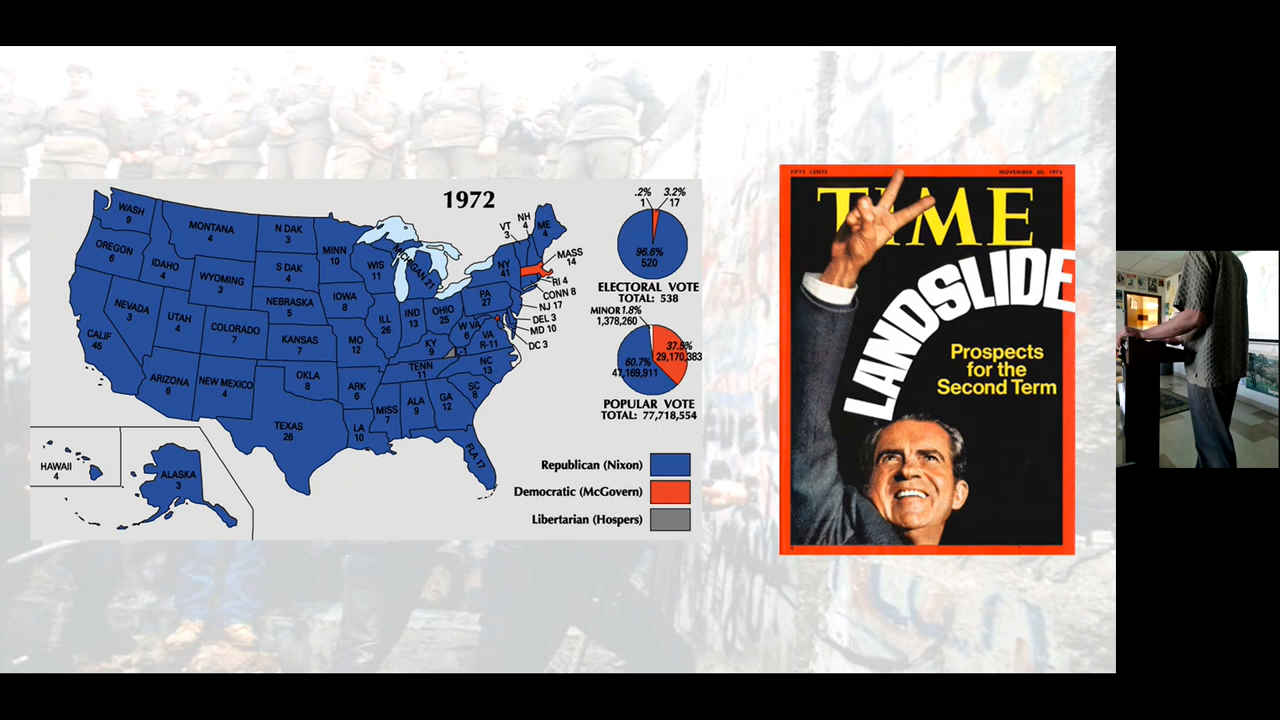 1972
WASH
9
OREGON
6
CALIF
45
NEVADA
3
IDAHO
4
MONTANA
4
WYOMING
3
UTAH
4
COLORADO
7
ARIZONA
6
NEW MEXICO
4
N DAK
3
S DAK
4
NEBRASKA
5
KANSAS
7
OKLA
8
TEXAS
26
MINN
10
IOWA
8
MO
12
ARK
6
LA
10
WIS
11
ILL
26
MICHIGAN 21
IND
13
OHIO
25
KY
9
TENN
11
MISS
7
ALA
9
GA
12
FLA 17
SC
8
NC
13
VA
R-11
L-1
W VA
6
PA
27
NY
41
VT
3
NH
4
ME
4
MASS
14
RI 4
CONN 8
NJ 17
DEL 3
MD 10
DC 3
HAWAII
4
ALASKA
3
.2%
1
3.2%
17
96.6%
520
ELECTORAL VOTE
TOTAL: 538
MINOR 1.8%
1,378,260
37.5%
29,170,383
60.7%
47,169,911
POPULAR VOTE
TOTAL: 77,718,554
Republican (Nixon)
Democratic (McGovern)
Libertarian (Hospers)
FIFTY CENTS
NOVEMBER 20, 1972
TIME
LANDSLIDE
Prospects
for the
Second Term